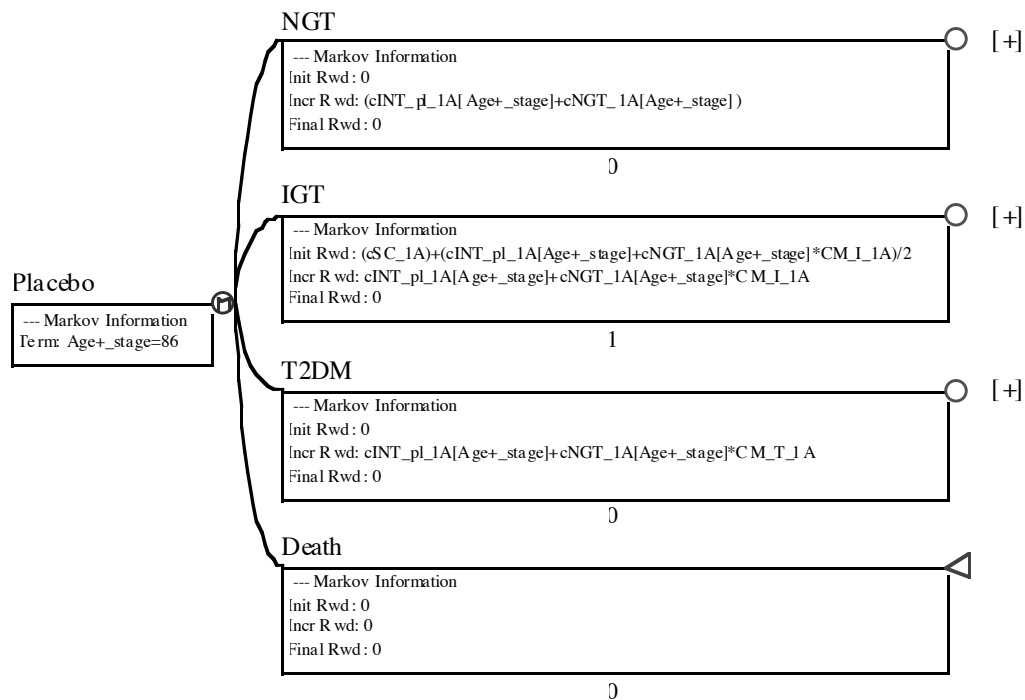 NGT
[+]
--- Markov Information
Init Rwd: 0
Incr Rwd: (cINT_pl_1A[Age+_stage]+cNGT_1A[Age+_stage])
Final Rwd: 0
0
IGT
[+]
--- Markov Information
Init Rwd: (cSC_1A)+(cINT_pl_1A[Age+_stage]+cNGT_1A[Age+_stage]*CM_I_1A)/2
Incr Rwd: cINT_pl_1A[Age+_stage]+cNGT_1A[Age+_stage]*CM_I_1A
Final Rwd: 0
1
Placebo
--- Markov Information
Term: Age+_stage=86
T2DM
[+]
--- Markov Information
Init Rwd: 0
Incr Rwd: cINT_pl_1A[Age+_stage]+cNGT_1A[Age+_stage]*CM_T_1A
Final Rwd: 0
0
Death
--- Markov Information
Init Rwd: 0
Incr Rwd: 0
Final Rwd: 0
0